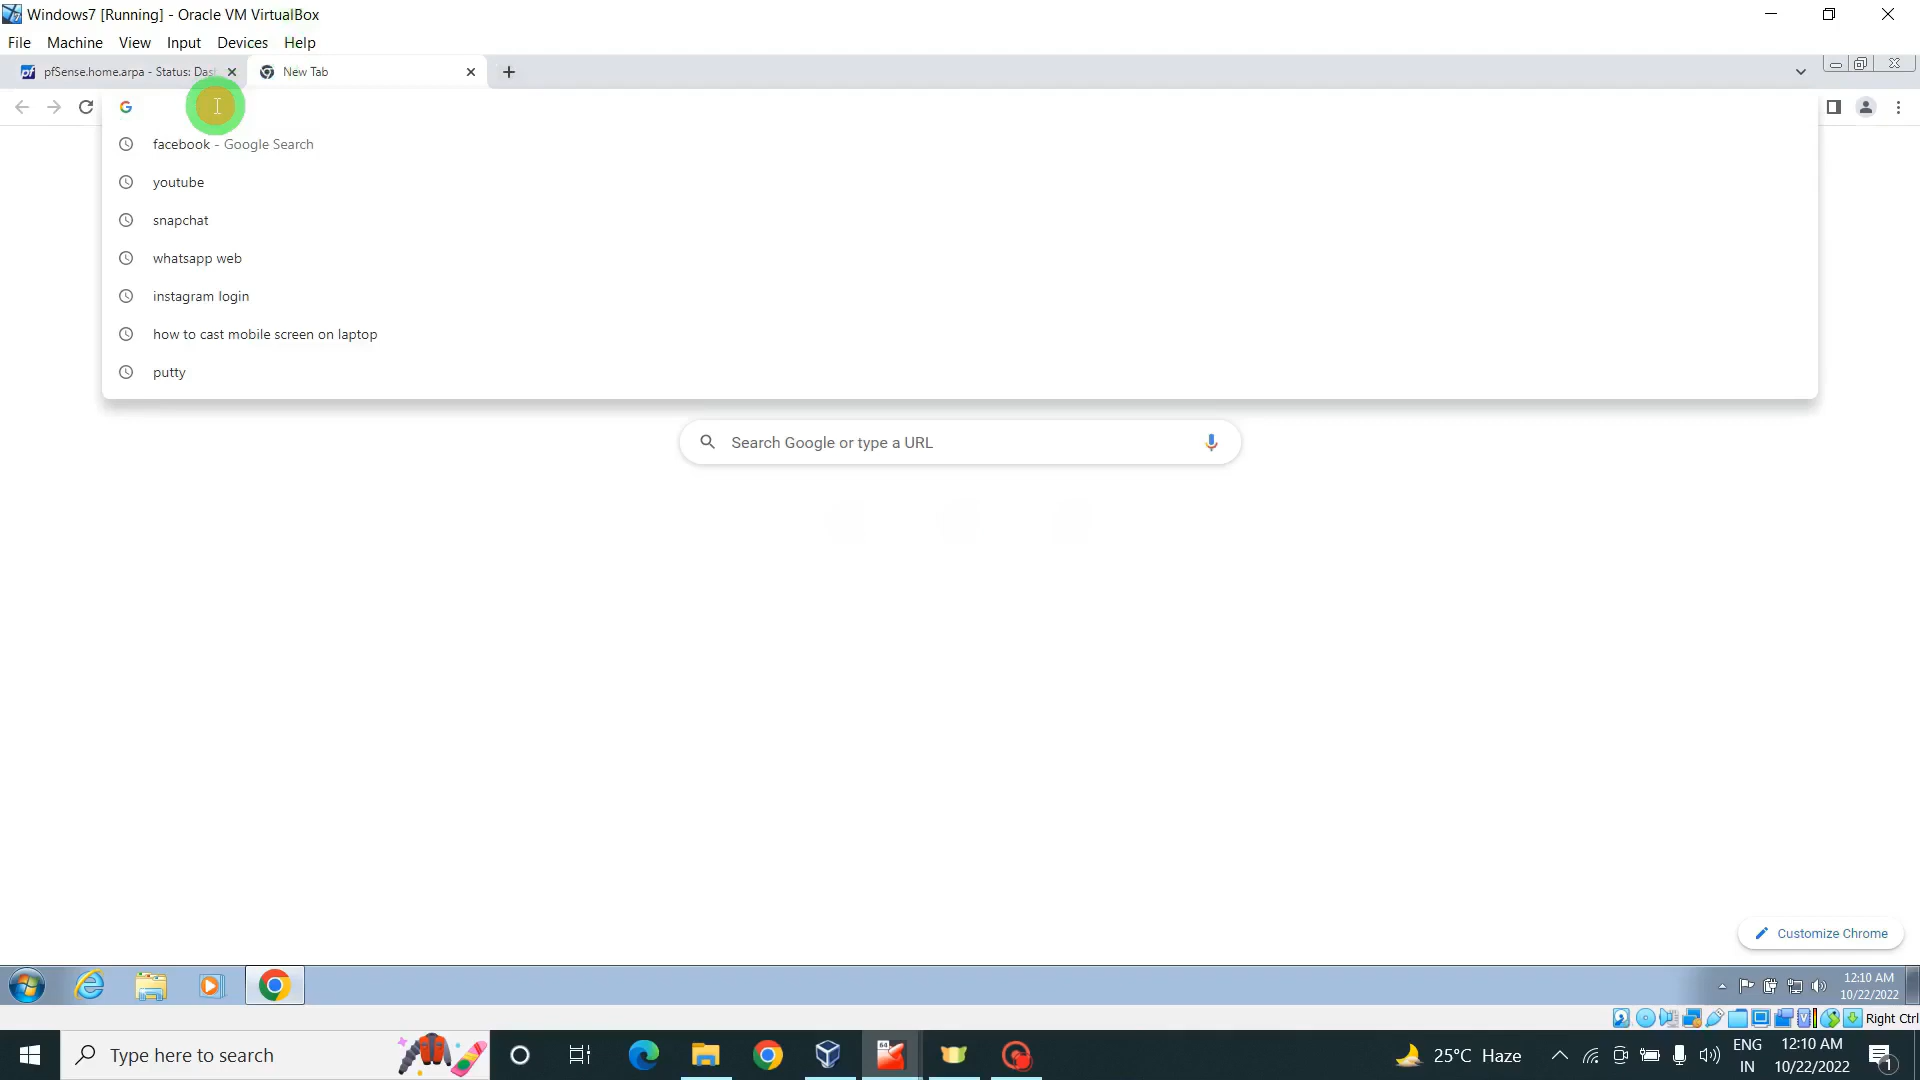 Windows7 [Running] - Oracle VM VirtualBox
File Machine View Input Devices Help
pfSense.home.arpa - Status: Das
New Tab
facebook - Google Search
youtube
snapchat
whatsapp web
instagram login
how to cast mobile screen on laptop
putty
Search Google or type a URL
Customize Chrome
12:10 AM
10/22/2022
Right Ctrl
Type here to search
64
25°C Haze
ENG
IN
12:10 AM
10/22/2022
1